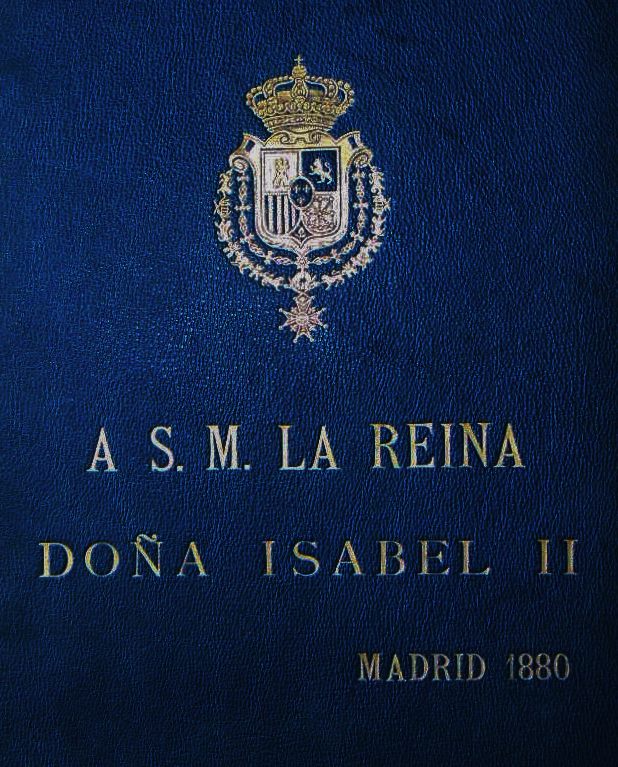 A S. M. LA REINA
DOÑA ISABEL II
MADRID 1880